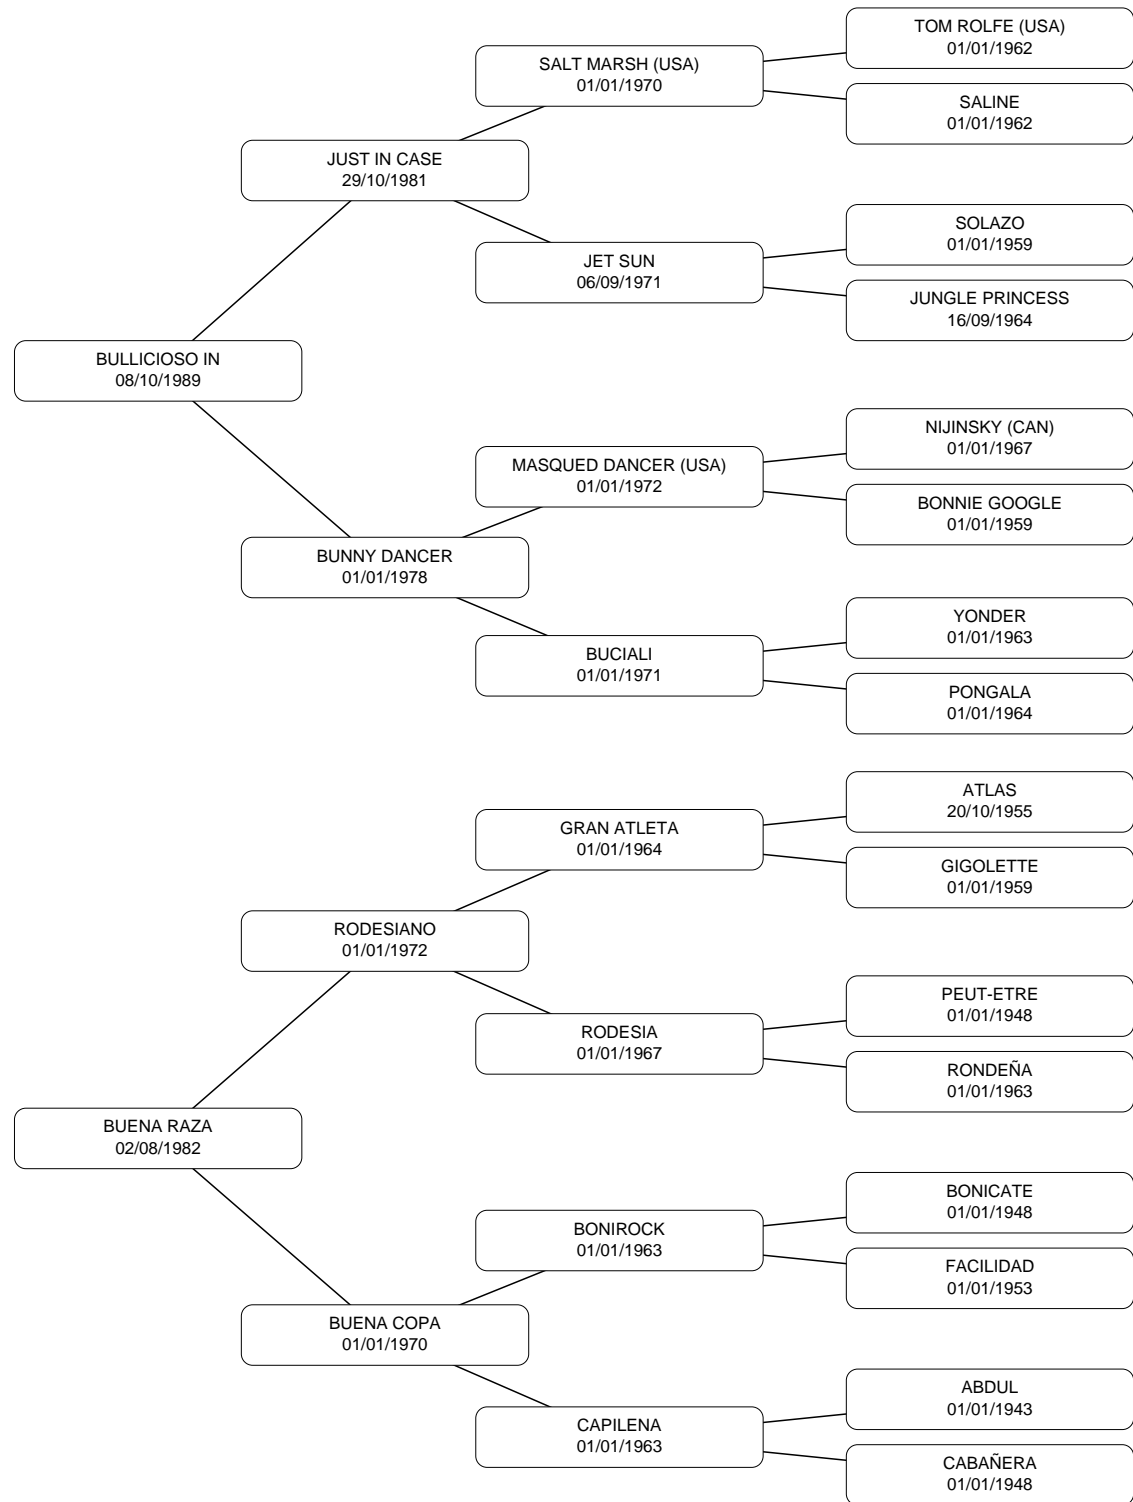 TOM ROLFE (USA)
01/01/1962
SALT MARSH (USA)
01/01/1970
SALINE
01/01/1962
JUST IN CASE
29/10/1981
SOLAZO
01/01/1959
JET SUN
06/09/1971
JUNGLE PRINCESS
16/09/1964
BULLICIOSO IN
08/10/1989
NIJINSKY (CAN)
01/01/1967
MASQUED DANCER (USA)
01/01/1972
BONNIE GOOGLE
01/01/1959
BUNNY DANCER
01/01/1978
YONDER
01/01/1963
BUCIALI
01/01/1971
PONGALA
01/01/1964
ATLAS
20/10/1955
GRAN ATLETA
01/01/1964
GIGOLETTE
01/01/1959
RODESIANO
01/01/1972
PEUT-ETRE
01/01/1948
RODESIA
01/01/1967
RONDEÑA
01/01/1963
BUENA RAZA
02/08/1982
BONICATE
01/01/1948
BONIROCK
01/01/1963
FACILIDAD
01/01/1953
BUENA COPA
01/01/1970
ABDUL
01/01/1943
CAPILENA
01/01/1963
CABAÑERA
01/01/1948